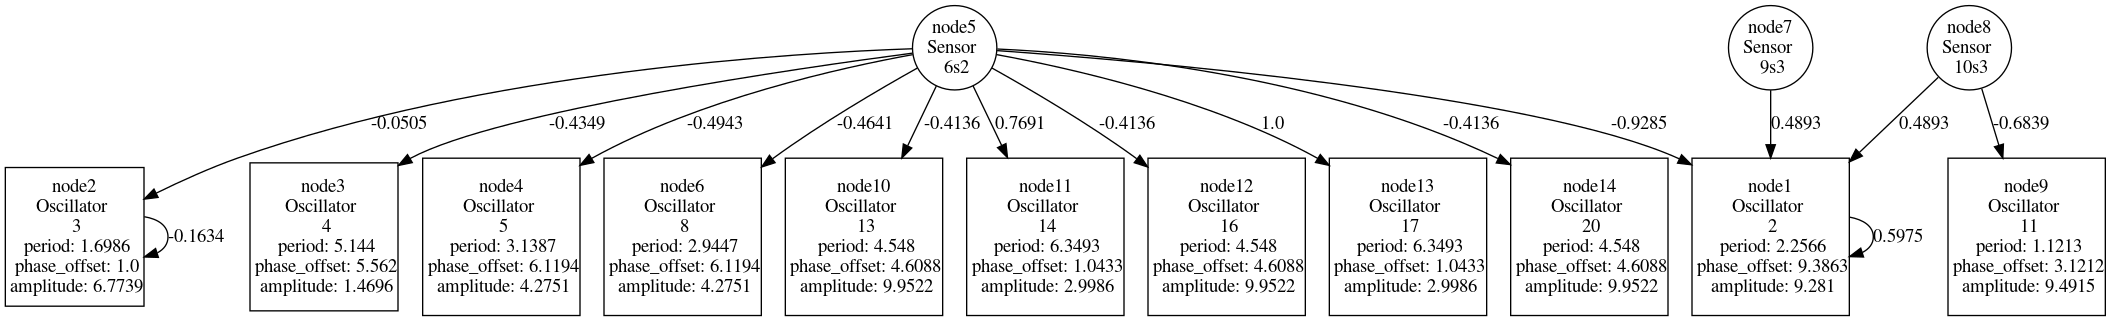 node5
Sensor
6s2
node7
Sensor
9s3
node8
Sensor
10s3
-0.0505
-0.4349
-0.4943
-0.4641
-0.4136
0.7691
-0.4136
1.0
-0.4136
-0.9285
0.4893
0.4893
-0.6839
node2
Oscillator
3
period: 1.6986
phase_offset: 1.0
amplitude: 6.7739
-0.1634
node3
Oscillator
4
period: 5.144
phase_offset: 5.562
amplitude: 1.4696
node4
Oscillator
5
period: 3.1387
phase_offset: 6.1194
amplitude: 4.2751
node6
Oscillator
8
period: 2.9447
phase_offset: 6.1194
amplitude: 4.2751
node10
Oscillator
13
period: 4.548
phase_offset: 4.6088
amplitude: 9.9522
node11
Oscillator
14
period: 6.3493
phase_offset: 1.0433
amplitude: 2.9986
node12
Oscillator
16
period: 4.548
phase_offset: 4.6088
amplitude: 9.9522
node13
Oscillator
17
period: 6.3493
phase_offset: 1.0433
amplitude: 2.9986
node14
Oscillator
20
period: 4.548
phase_offset: 4.6088
amplitude: 9.9522
node1
Oscillator
2
period: 2.2566
phase_offset: 9.3863
amplitude: 9.281
0.5975
node9
Oscillator
11
period: 1.1213
phase_offset: 3.1212
amplitude: 9.4915